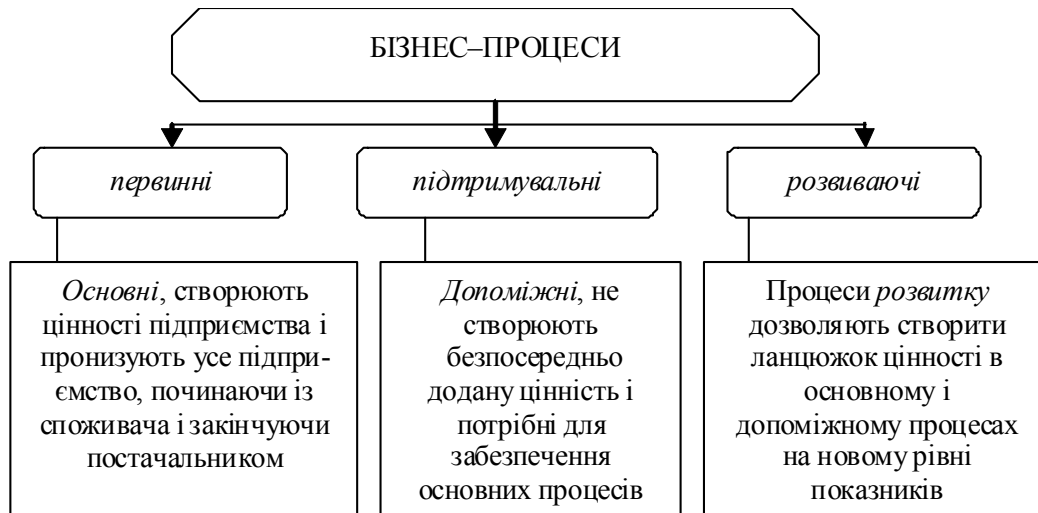 БІЗНЕС–ПРОЦЕСИ
первинні
підтримувальні
розвиваючі
Основні, створюють
цінності підприємства і
пронизують усе підпри-
ємство, починаючи із
споживача і закінчуючи
постачальником
Допоміжні, не
створюють
безпосередньо
додану цінність і
потрібні для
забезпечення
основних процесів
Процеси розвитку
дозволяють створити
ланцюжок цінності в
основному і
допоміжному процесах
на новому рівні
показників